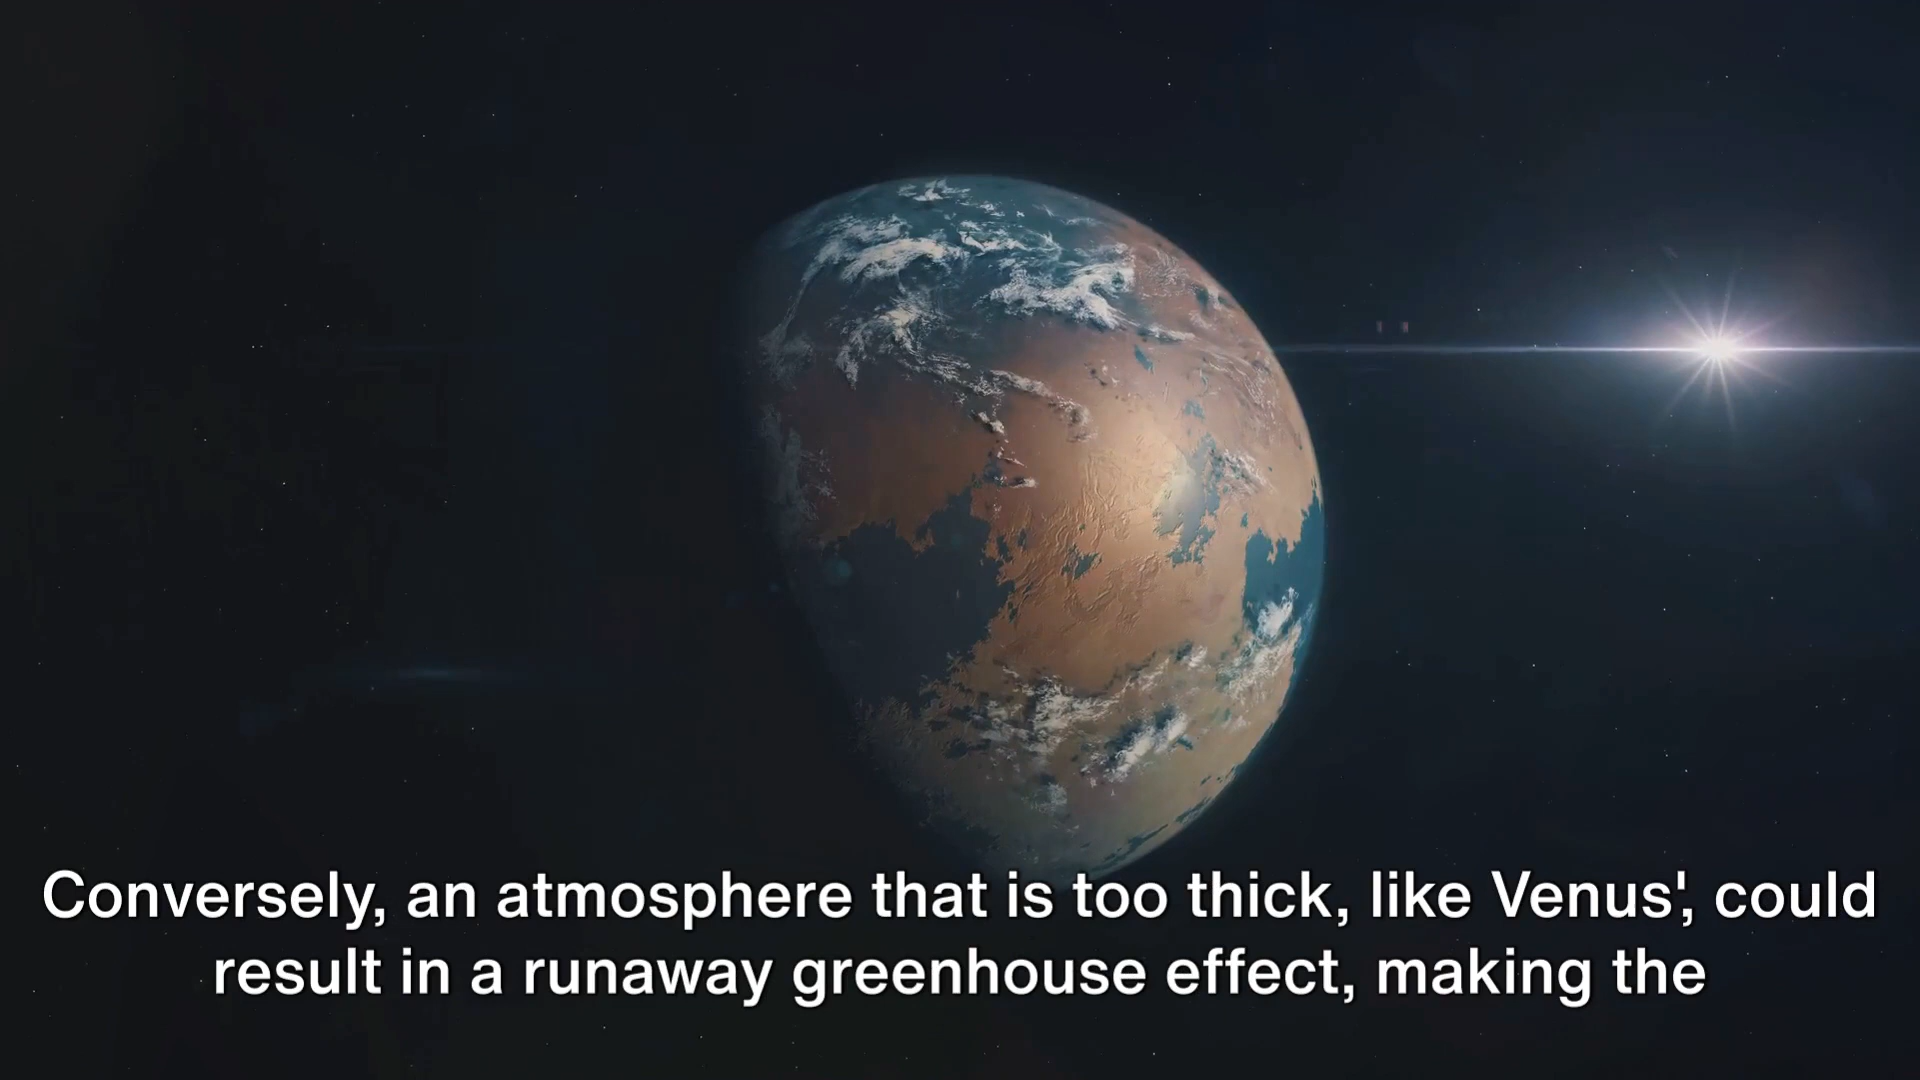 Conversely, an atmosphere that is too thick, like Venus', could
result in a runaway greenhouse effect, making the